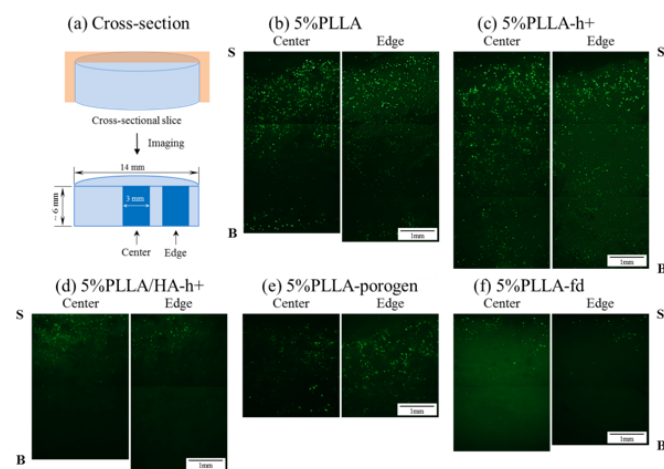 (a) Cross-section
Cross-sectional slice
Imaging
14 mm
~ 6 mm
3 mm
Center Edge
(b) 5%PLLA
Center Edge
S
B
1mm
(c) 5%PLLA-h+
Center Edge
S
B
1mm
(d) 5%PLLA/HA-h+
Center Edge
S
B
1mm
(e) 5%PLLA-porogen
Center Edge
1mm
(f) 5%PLLA-fd
Center Edge
S
B
1mm